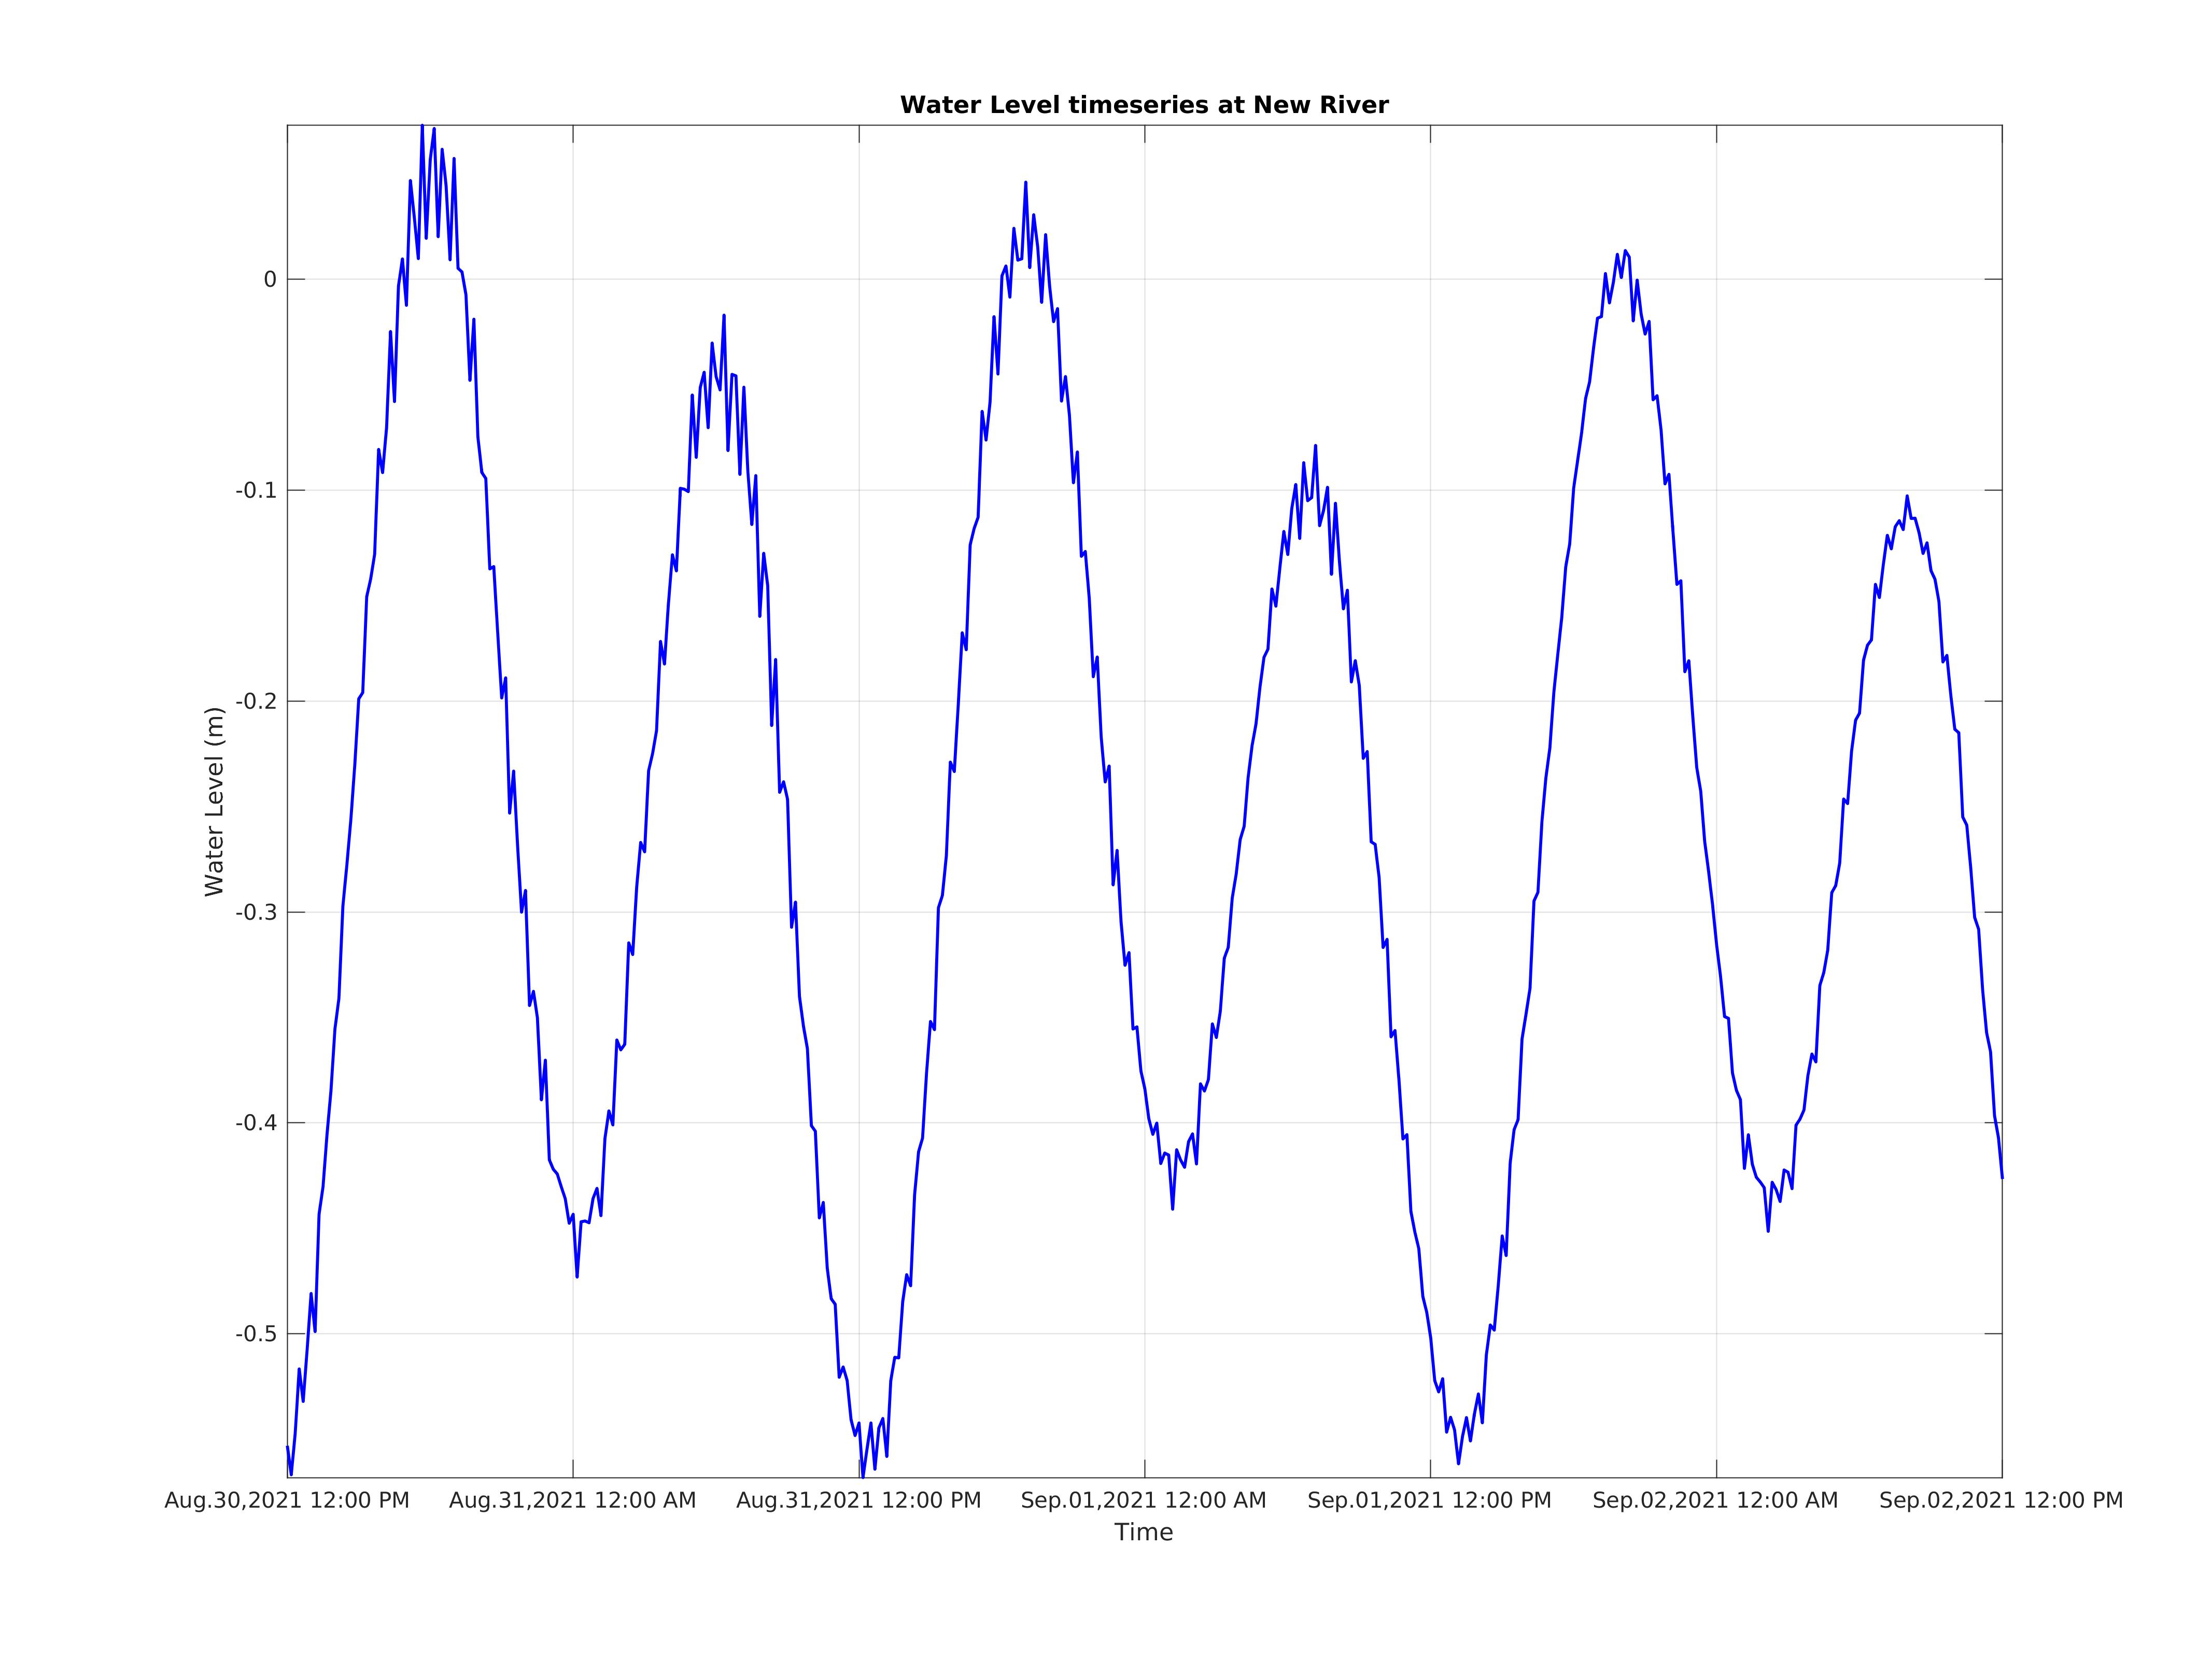 Water Level timeseries at New River
0
-0.1
-0.2
-0.3
-0.4
-0.5
Water Level (m)
Aug.30,2021 12:00 PM
Aug.31,2021 12:00 AM
Aug.31,2021 12:00 PM
Sep.01,2021 12:00 AM
Sep.01,2021 12:00 PM
Sep.02,2021 12:00 AM
Sep.02,2021 12:00 PM
Time